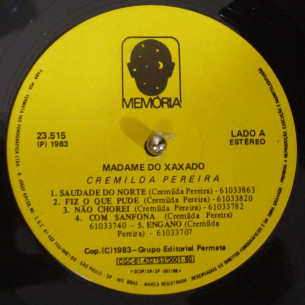 MEMÓRIA
23.515
(P) 1983
LADO A
ESTÉREO
MADAME DO XAXADO
CREMILDA PEREIRA
1. SAUDADE DO NORTE (Cremilda Pereira) - 61033863
2. FIZ O QUE PUDE (Cremilda Pereira) - 61033820
3. NÃO CHOREI (Cremilda Pereira) - 61033782
4. COM SANFONA (Cremilda Pereira) -
61033740 — 5. ENGANO (Cremilda
Pereira) - 61033707
Cop.(C)1983-Grupo Editorial Fermata
MARCA REGISTRADA